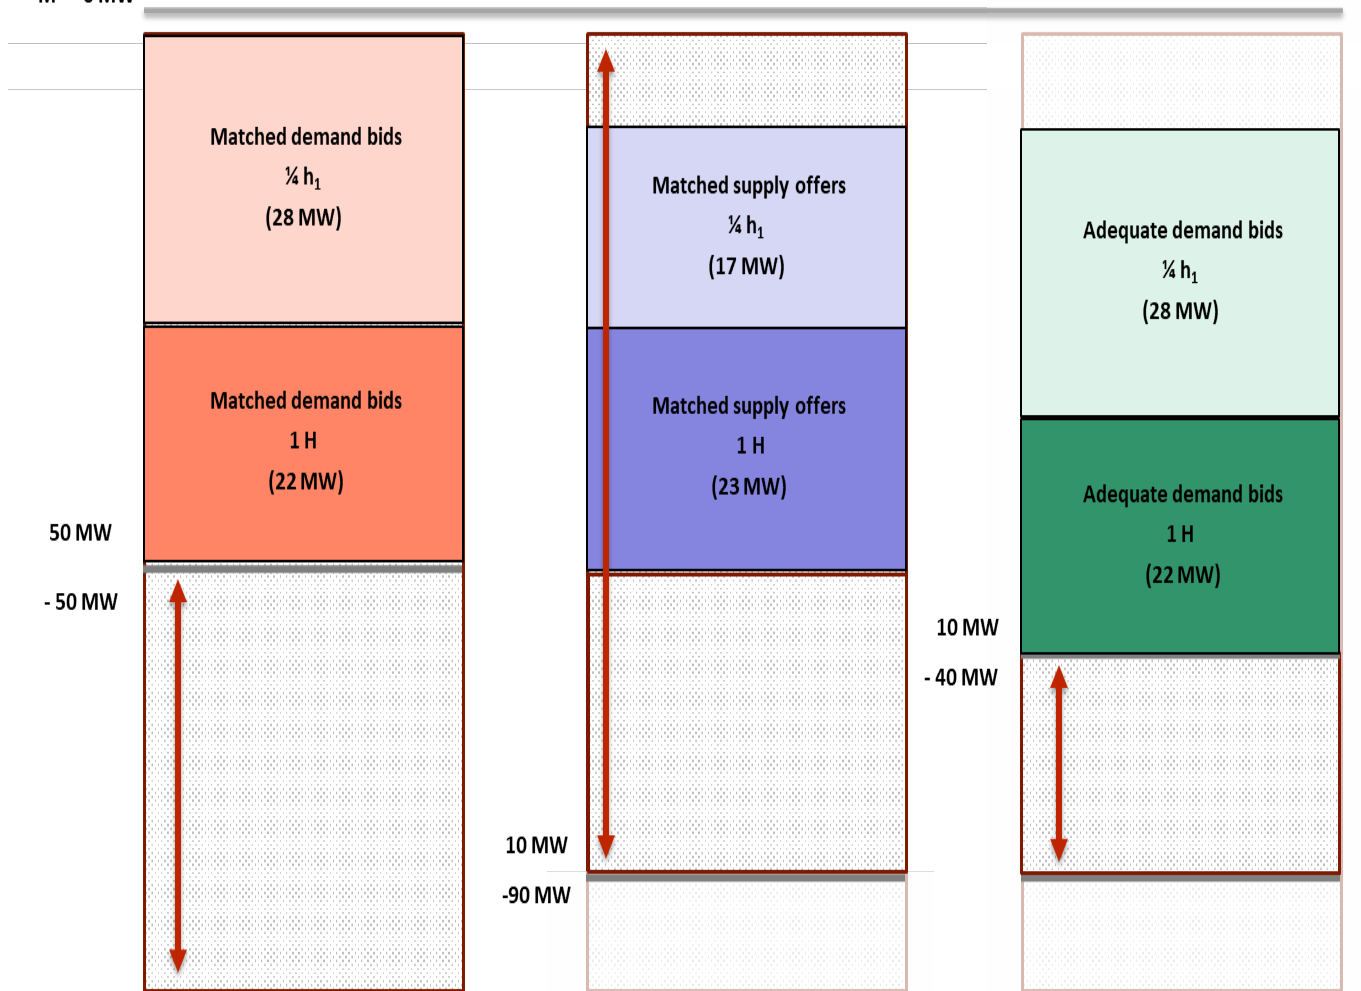 Matched demand bids
¼ h₁
(28 MW)
Matched demand bids
1 H
(22 MW)
50 MW
- 50 MW
Matched supply offers
¼ h₁
(17 MW)
Matched supply offers
1 H
(23 MW)
10 MW
-90 MW
Adequate demand bids
¼ h₁
(28 MW)
Adequate demand bids
1 H
(22 MW)
10 MW
- 40 MW